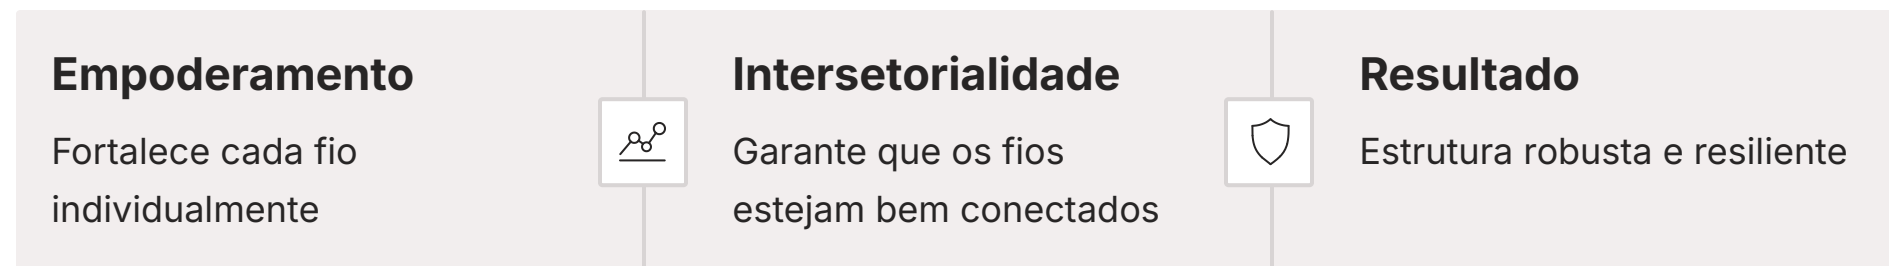 Empoderamento
Fortalece cada fio
individualmente
Intersetorialidade
Garante que os fios
estejam bem conectados
Resultado
Estrutura robusta e resiliente